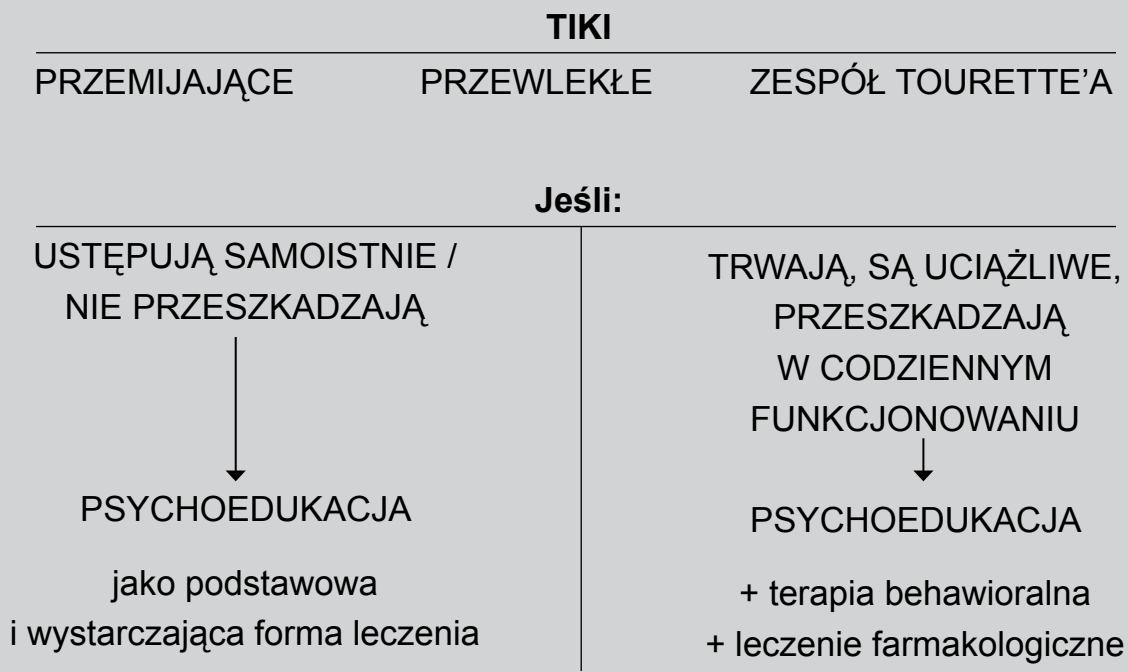 TIKI
PRZEMIJAJĄCE PRZEWLEKŁE ZESPÓŁ TOURETTE’A
Jeśli:
USTĘPUJĄ SAMOISTNIE /
NIE PRZESZKADZAJĄ
PSYCHOEDUKACJA
jako podstawowa
i wystarczająca forma leczenia
TRWAJĄ, SĄ UCIĄŻLIWE,
PRZESZKADZAJĄ
W CODZIENNYM
FUNKCJONOWANIU
PSYCHOEDUKACJA
+ terapia behawioralna
+ leczenie farmakologiczne